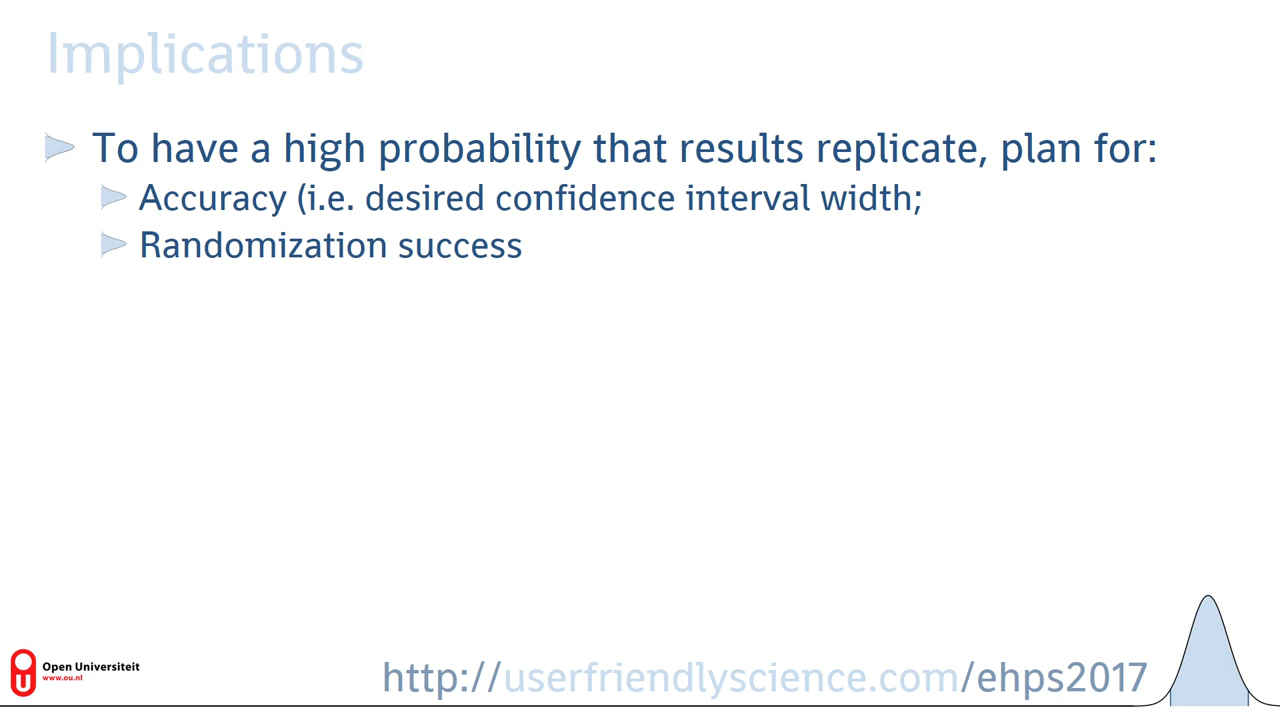 Implications
To have a high probability that results replicate, plan for:
Accuracy (i.e. desired confidence interval width;
Randomization success
Open Universiteit
www.ou.nl
http://userfriendlyscience.com/ehps2017